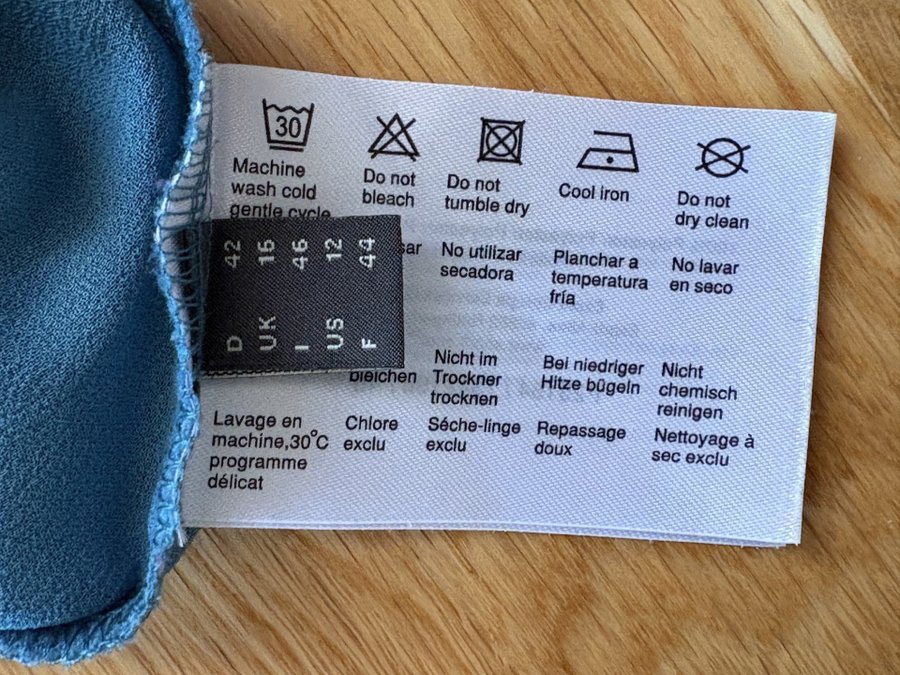 30
Machine
wash cold
gentle cycle
Do not
bleach
Do not
tumble dry
Cool iron
Do not
dry clean
No utilizar
secadora
Planchar a
temperatura
fría
No lavar
en seco
D 42
UK 16
I 46
US 12
F 44
bleichen
Nicht im
Trockner
trocknen
Bei niedriger
Hitze bügeln
Nicht
chemisch
reinigen
Lavage en
machine,30°C
programme
délicat
Chlore
exclu
Séche-linge
exclu
Repassage
doux
Nettoyage à
sec exclu